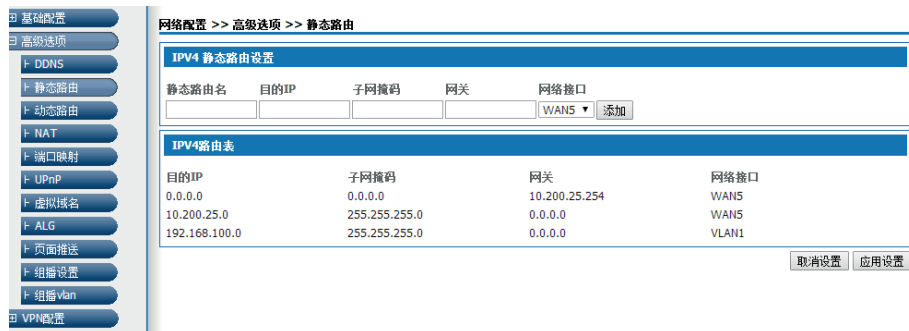 基础配置
高级选项
DDNS
静态路由
动态路由
NAT
端口映射
UPnP
虚拟域名
ALG
页面推送
组播设置
组播vlan
VPN配置
网络配置 >> 高级选项 >> 静态路由
IPV4 静态路由设置
静态路由名 目的IP 子网掩码 网关 网络接口
WAN5 添加
IPV4路由表
目的IP 子网掩码 网关 网络接口
0.0.0.0 0.0.0.0 10.200.25.254 WAN5
10.200.25.0 255.255.255.0 0.0.0.0 WAN5
192.168.100.0 255.255.255.0 0.0.0.0 VLAN1
取消设置 应用设置